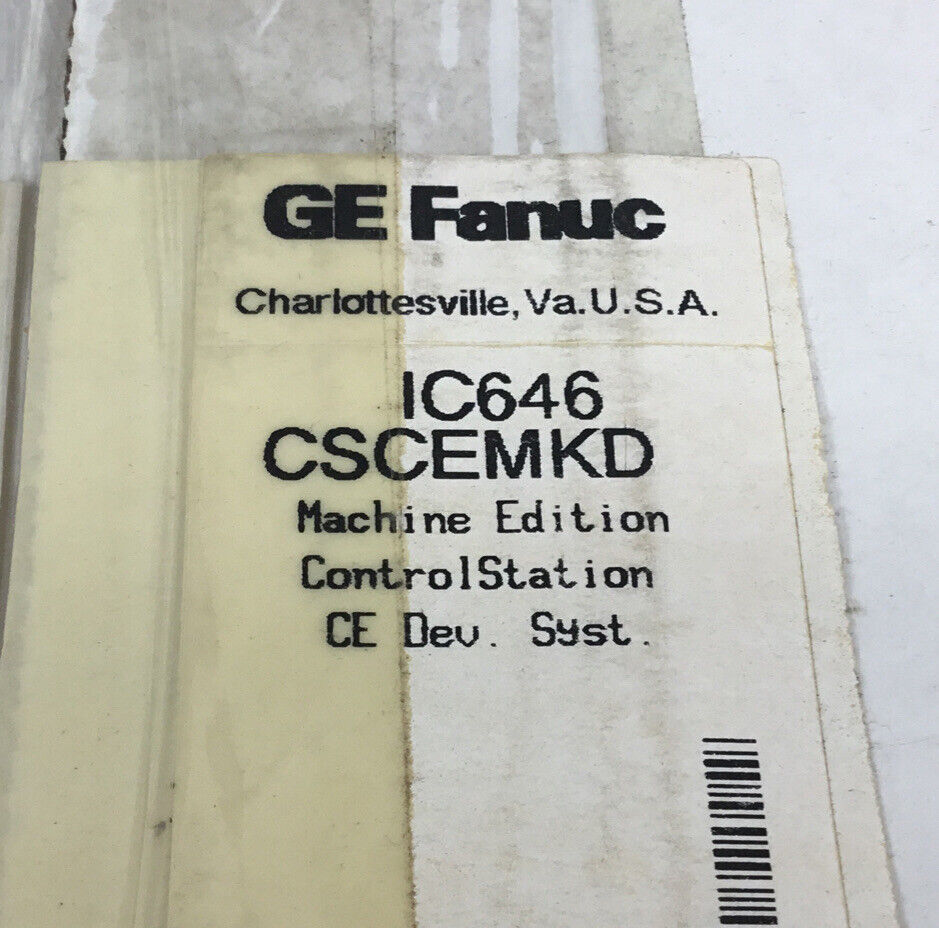 GE Fanuc
Charlottesville, Va. U.S.A.
IC646
CSCEMKD
Machine Edition
ControlStation
CE Dev. Syst.